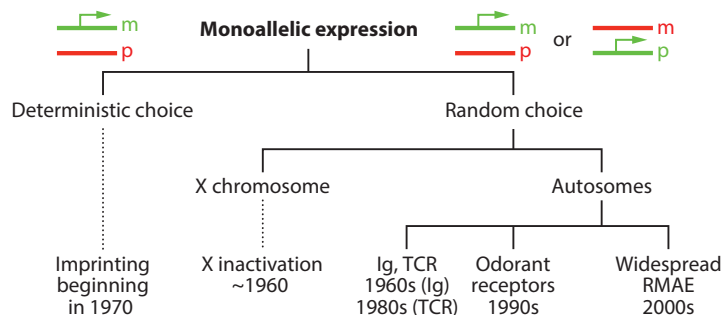 Monoallelic expression
m
p
m
p
or
m
p
Deterministic choice
Random choice
X chromosome
Autosomes
Imprinting
beginning
in 1970
X inactivation
~1960
Ig, TCR
1960s (Ig)
1980s (TCR)
Odorant
receptors
1990s
Widespread
RMAE
2000s